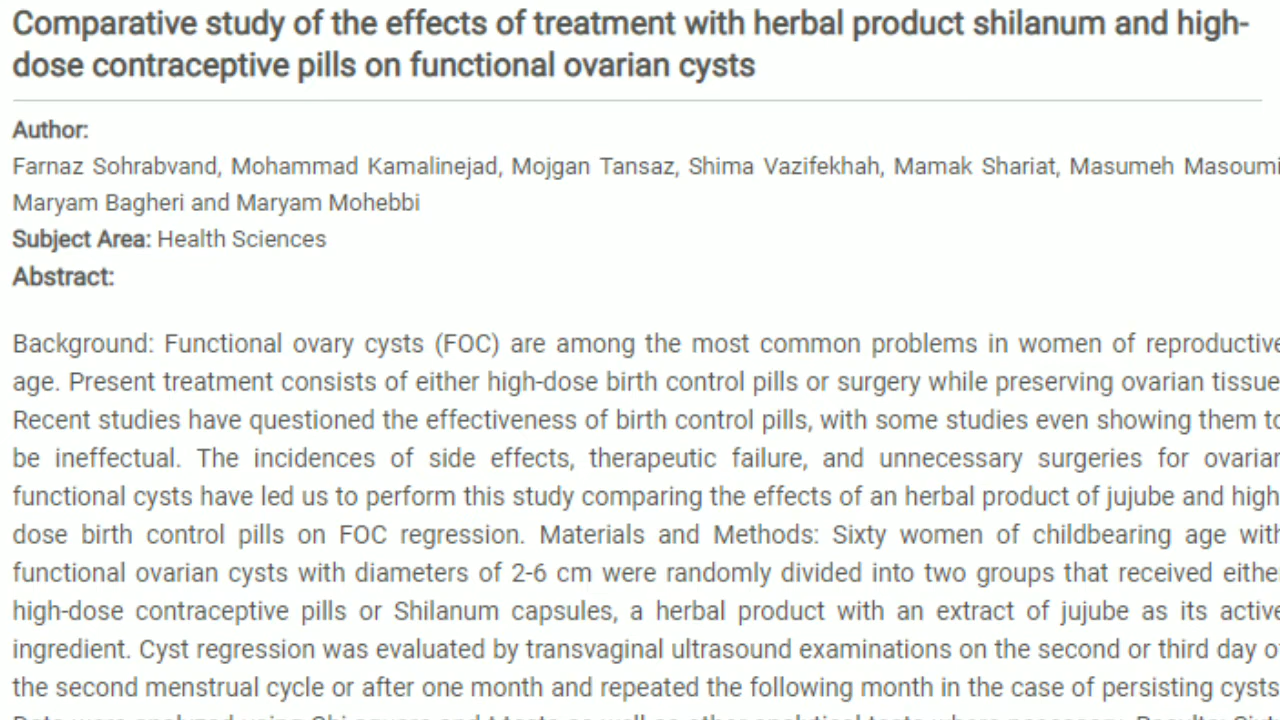 Comparative study of the effects of treatment with herbal product shilanum and high-
dose contraceptive pills on functional ovarian cysts
Author:
Farnaz Sohrabvand, Mohammad Kamalinejad, Mojgan Tansaz, Shima Vazifekhah, Mamak Shariat, Masumeh Masoumi
Maryam Bagheri and Maryam Mohebbi
Subject Area: Health Sciences
Abstract:
Background: Functional ovary cysts (FOC) are among the most common problems in women of reproductive
age. Present treatment consists of either high-dose birth control pills or surgery while preserving ovarian tissue
Recent studies have questioned the effectiveness of birth control pills, with some studies even showing them to
be ineffectual. The incidences of side effects, therapeutic failure, and unnecessary surgeries for ovarian
functional cysts have led us to perform this study comparing the effects of an herbal product of jujube and high
dose birth control pills on FOC regression. Materials and Methods: Sixty women of childbearing age with
functional ovarian cysts with diameters of 2-6 cm were randomly divided into two groups that received either
high-dose contraceptive pills or Shilanum capsules, a herbal product with an extract of jujube as its active
ingredient. Cyst regression was evaluated by transvaginal ultrasound examinations on the second or third day of
the second menstrual cycle or after one month and repeated the following month in the case of persisting cysts